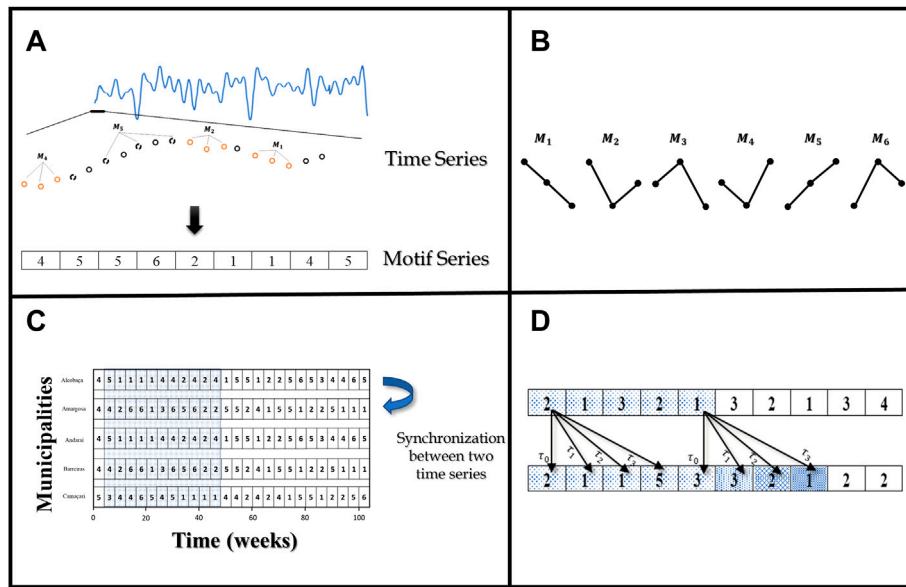 A
M₅
M₂
M₁
M₄
Time Series
4 5 5 6 2 1 1 4 5
Motif Series
B
M₁ M₂ M₃ M₄ M₅ M₆
C
Municipalities
Alcobaça 4 5 1 1 1 1 4 4 2 4 2 4 1 5 5 1 2 2 5 6 5 3 4 4 6 5
Amargosa 4 4 2 6 6 1 3 6 5 6 2 2 5 5 2 4 1 5 5 1 2 2 5 1 1 1
Andaraí 4 5 1 1 1 1 4 4 2 4 2 4 1 5 5 1 2 2 5 6 5 3 4 4 6 5
Barreiras 4 4 2 6 6 1 3 6 5 6 2 2 5 5 2 4 1 5 5 1 2 2 5 1 1 1
Camaçari 5 3 4 4 6 5 4 5 1 1 1 1 4 4 2 4 2 4 1 5 5 1 2 2 5 6
0 20 40 60 80 100
Time (weeks)
Synchronization
between two
time series
D
2 1 3 2 1 3 2 1 3 4
τ₀ τ₁ τ₂ τ₃ τ₀ τ₁ τ₂ τ₃
2 1 1 5 3 3 2 1 2 2